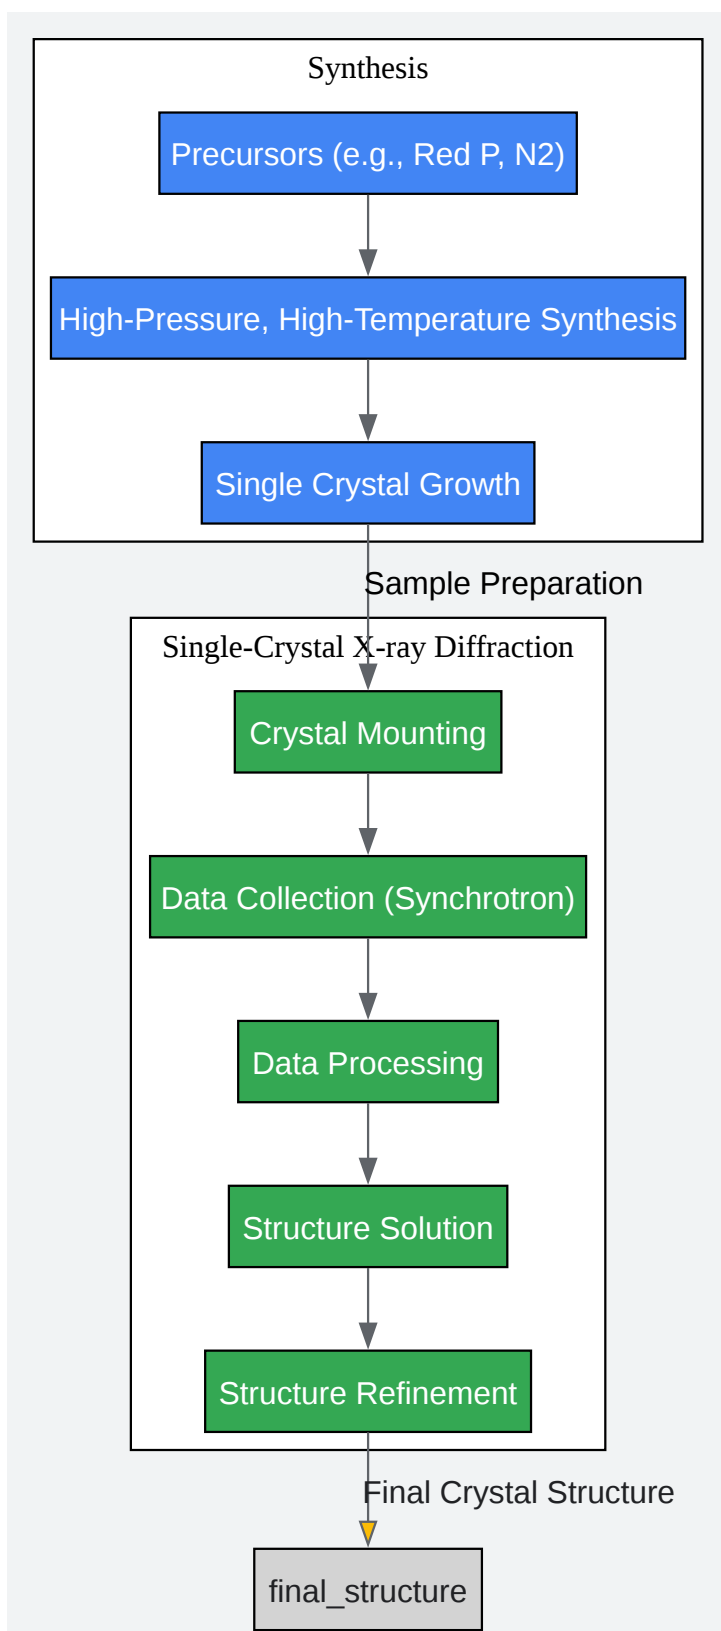 Synthesis
Precursors (e.g., Red P, N2)
High-Pressure, High-Temperature Synthesis
Single Crystal Growth
Sample Preparation
Single-Crystal X-ray Diffraction
Crystal Mounting
Data Collection (Synchrotron)
Data Processing
Structure Solution
Structure Refinement
Final Crystal Structure
final_structure